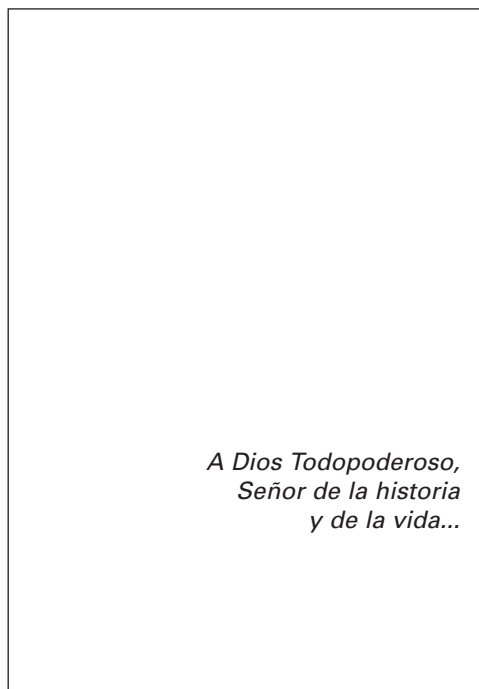 A Dios Todopoderoso,
Señor de la historia
y de la vida...